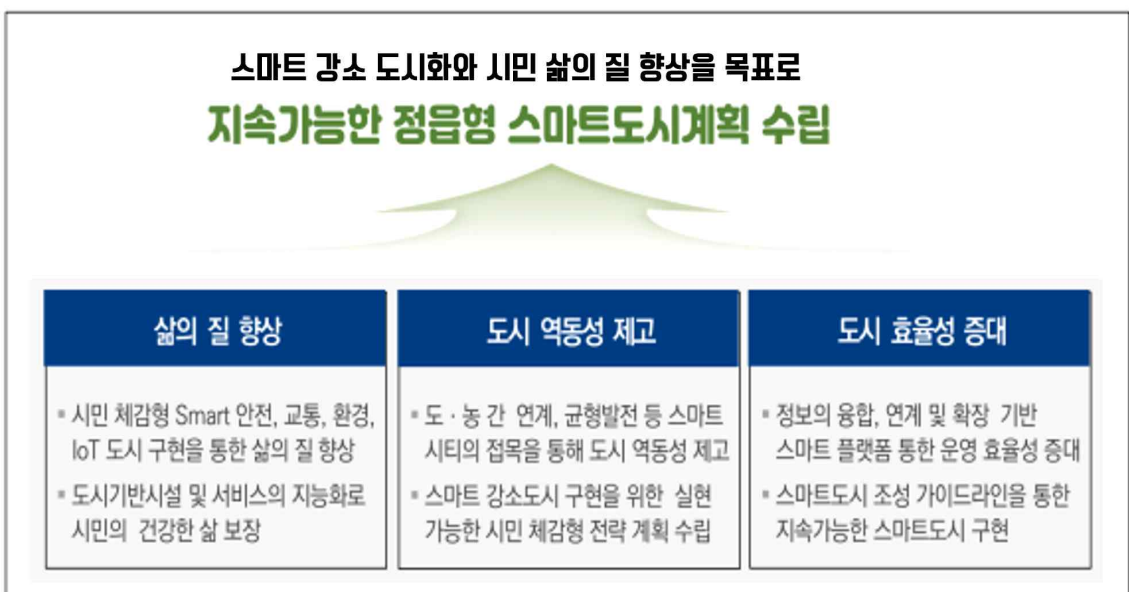 스마트 강소 도시화와 시민 삶의 질 향상을 목표로
지속가능한 정읍형 스마트도시계획 수립
삶의 질 향상
▪ 시민 체감형 Smart 안전, 교통, 환경,
IoT 도시 구현을 통한 삶의 질 향상
▪ 도시기반시설 및 서비스의 지능화로
시민의 건강한 삶 보장
도시 역동성 제고
▪ 도·농 간 연계, 균형발전 등 스마트
시티의 접목을 통해 도시 역동성 제고
▪ 스마트 강소도시 구현을 위한 실현
가능한 시민 체감형 전략 계획 수립
도시 효율성 증대
▪ 정보의 융합, 연계 및 확장 기반
스마트 플랫폼 통한 운영 효율성 증대
▪ 스마트도시 조성 가이드라인을 통한
지속가능한 스마트도시 구현